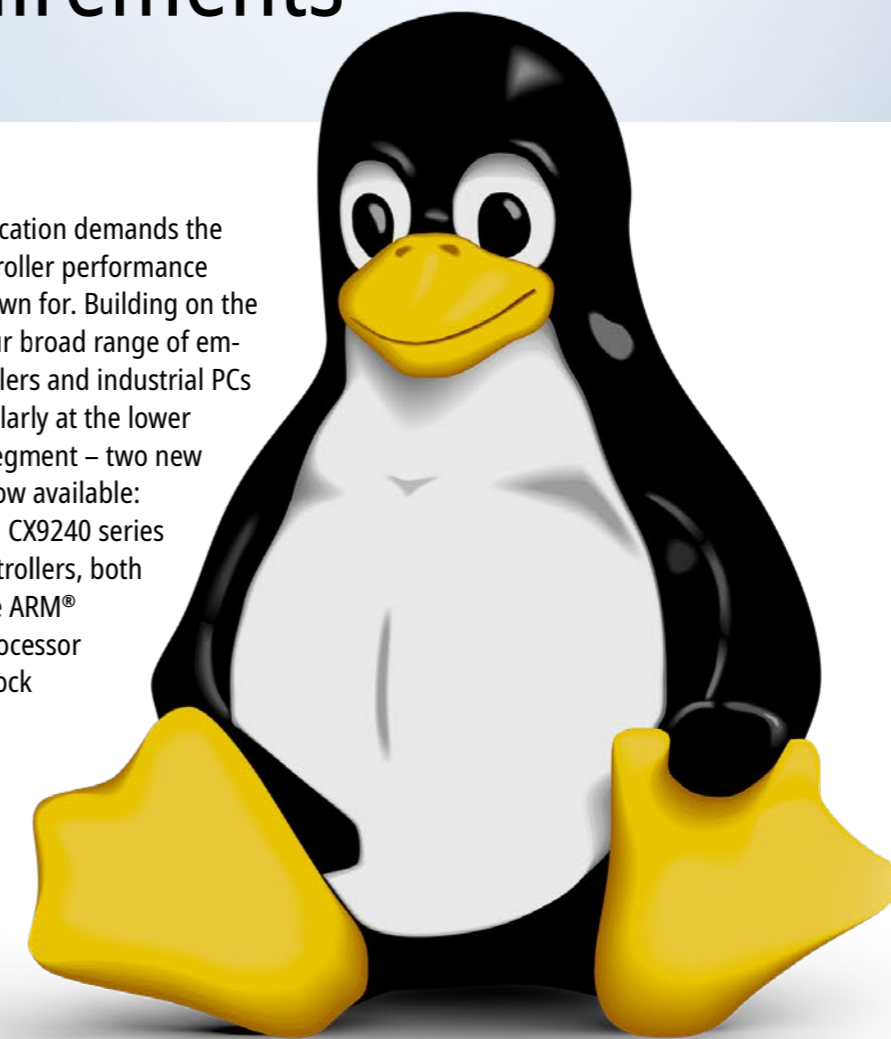 irements
cation demands the
roller performance
wn for. Building on the
ur broad range of em-
lers and industrial PCs
larly at the lower
egment – two new
ow available:
CX9240 series
trollers, both
e ARM®
ocessor
ock